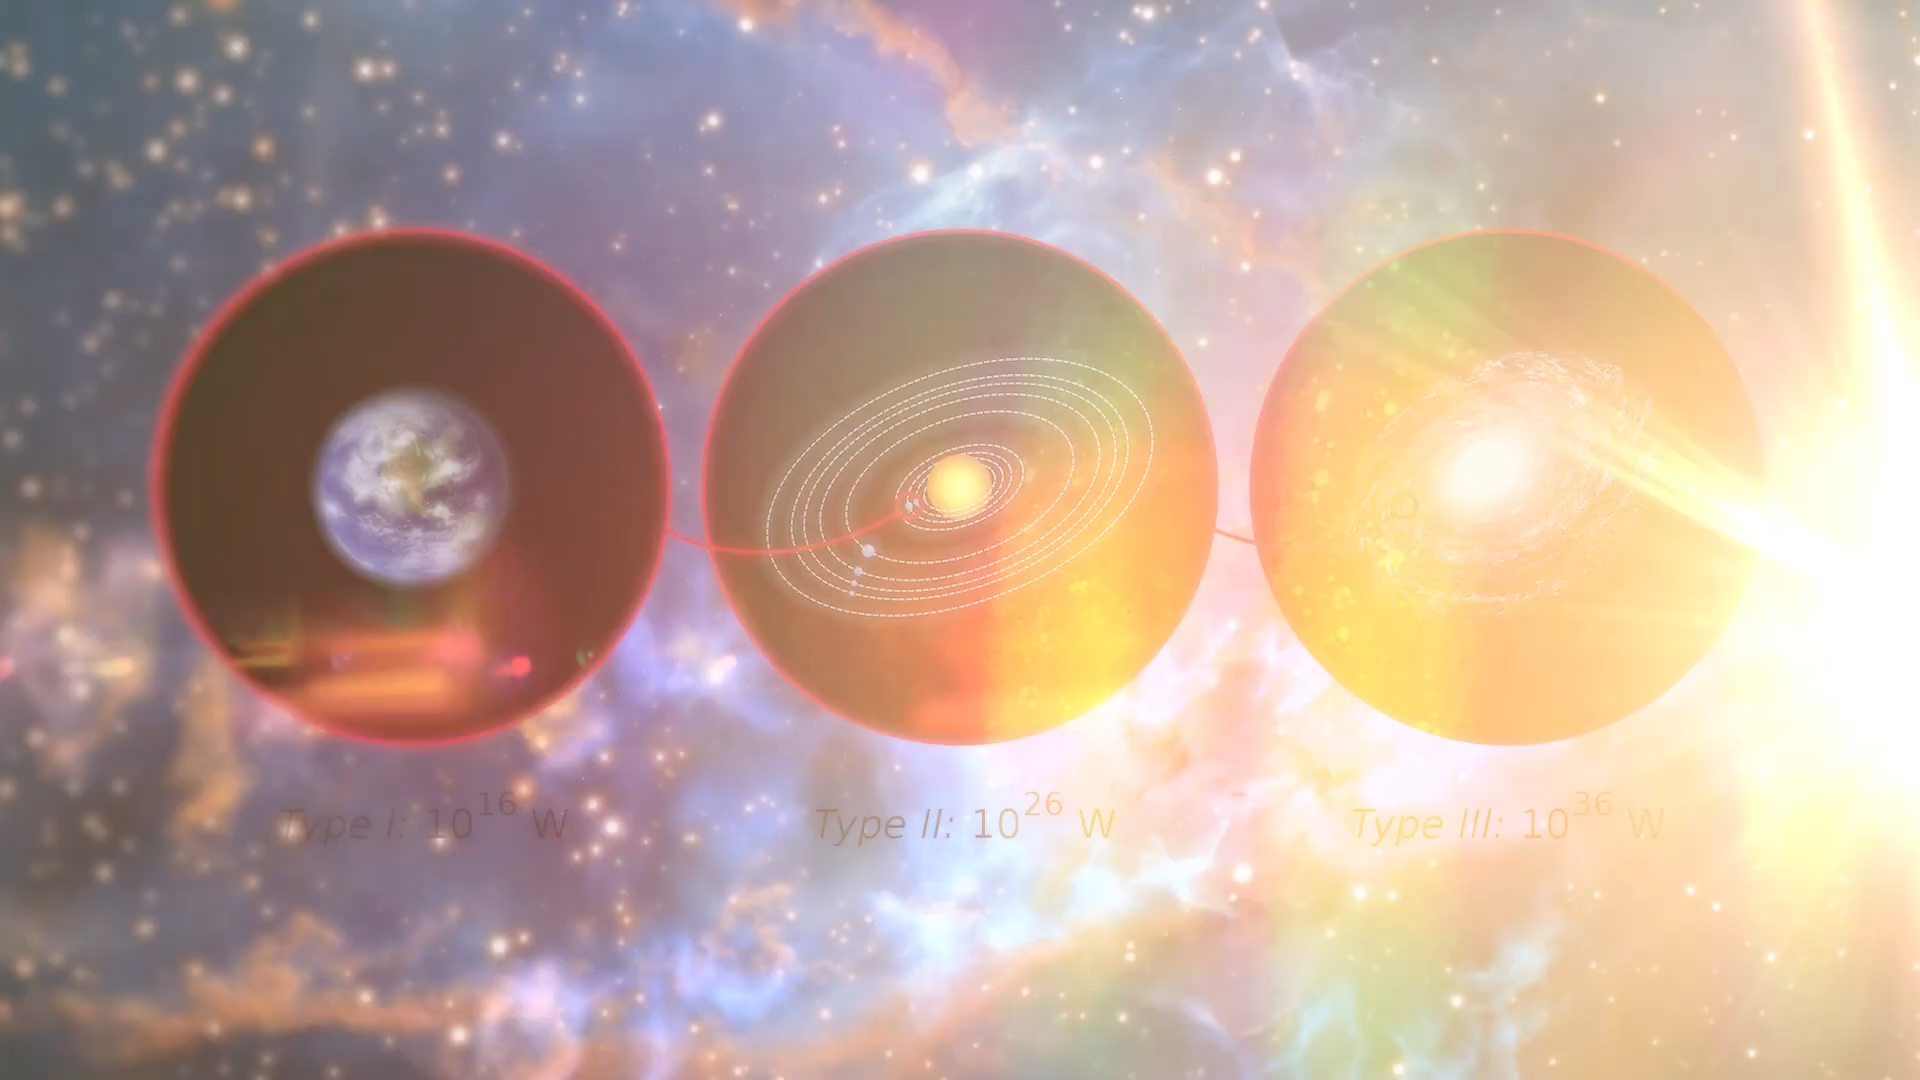 Type I: 10¹⁶ W
Type II: 10²⁶ W
Type III: 10³⁶ W